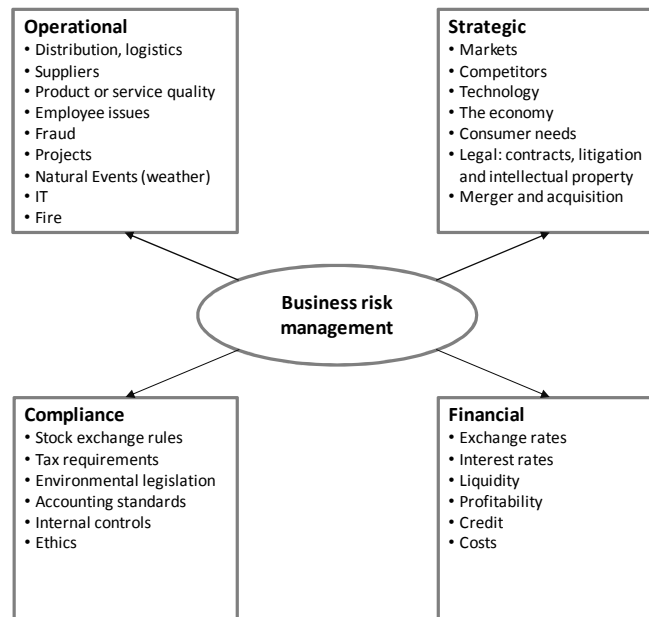 Operational
• Distribution, logistics
• Suppliers
• Product or service quality
• Employee issues
• Fraud
• Projects
• Natural Events (weather)
• IT
• Fire
Strategic
• Markets
• Competitors
• Technology
• The economy
• Consumer needs
• Legal: contracts, litigation
and intellectual property
• Merger and acquisition
Business risk
management
Compliance
• Stock exchange rules
• Tax requirements
• Environmental legislation
• Accounting standards
• Internal controls
• Ethics
Financial
• Exchange rates
• Interest rates
• Liquidity
• Profitability
• Credit
• Costs